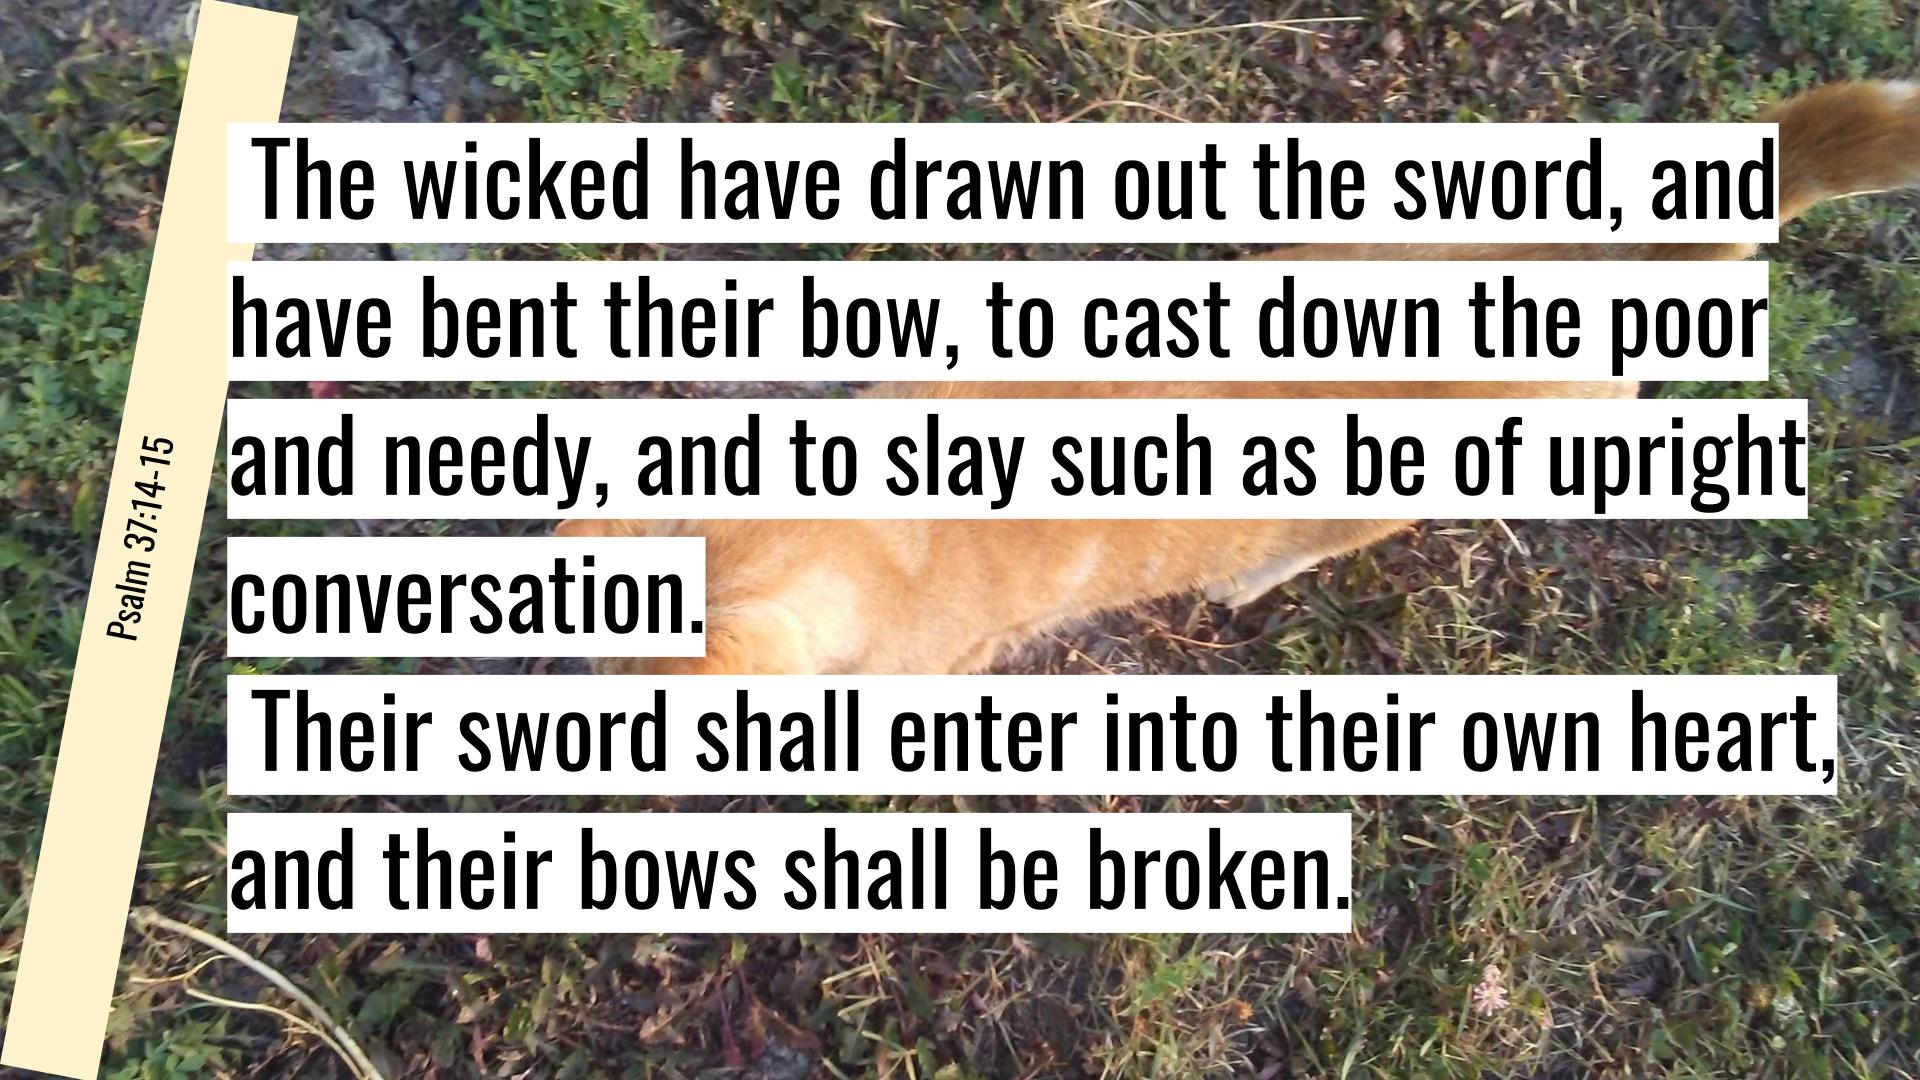 The wicked have drawn out the sword, and
have bent their bow, to cast down the poor
and needy, and to slay such as be of upright
conversation.
Their sword shall enter into their own heart,
and their bows shall be broken.
Psalm 37:14-15